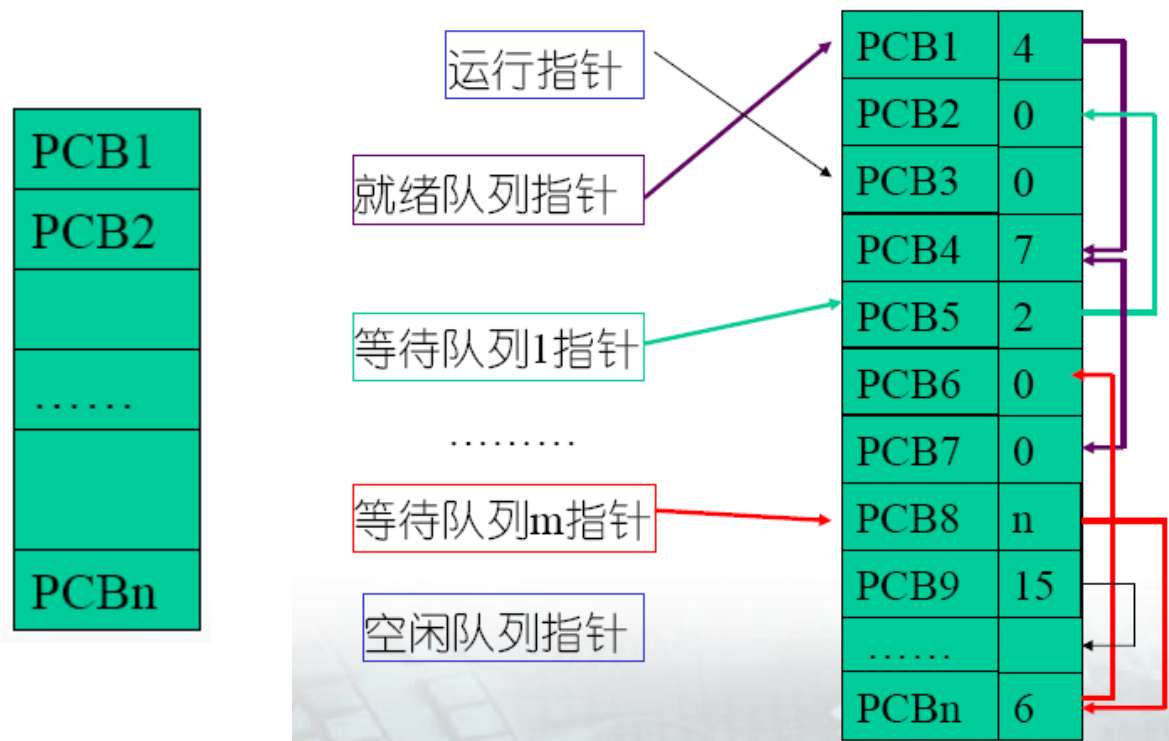 PCB1
PCB2
......
PCBn
运行指针
就绪队列指针
等待队列1指针
.........
等待队列m指针
空闲队列指针
PCB1 4
PCB2 0
PCB3 0
PCB4 7
PCB5 2
PCB6 0
PCB7 0
PCB8 n
PCB9 15
......
PCBn 6